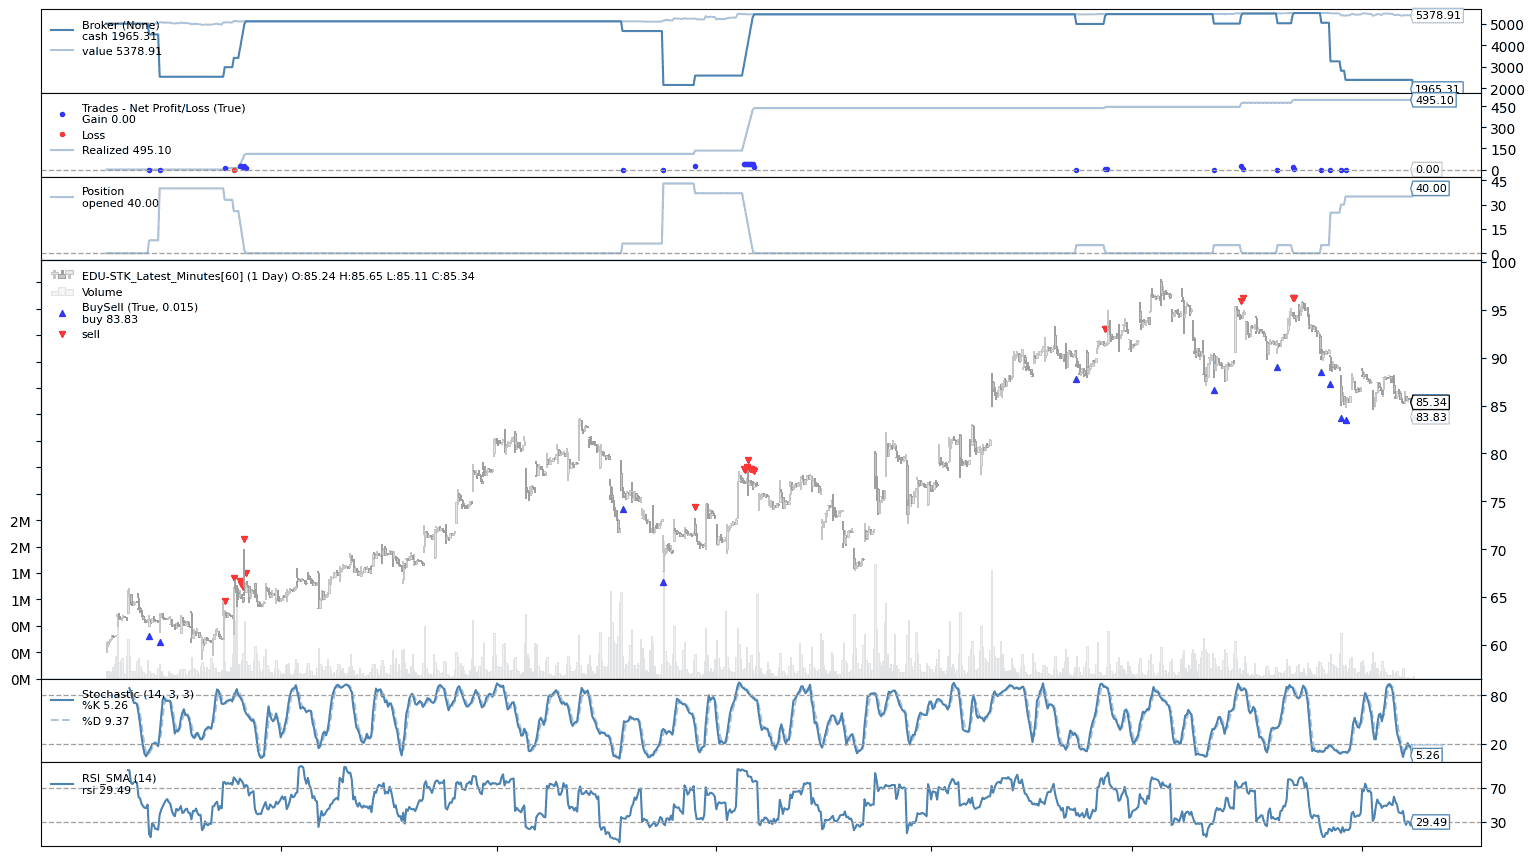 Broker (None)
cash 1965.31
value 5378.91
5378.91
5000
4000
3000
2000
1965.31
Trades - Net Profit/Loss (True)
Gain 0.00
Loss
Realized 495.10
495.10
450
300
150
0.00
0
Position
opened 40.00
45
40.00
30
15
0
EDU-STK_Latest_Minutes[60] (1 Day) O:85.24 H:85.65 L:85.11 C:85.34
Volume
BuySell (True, 0.015)
buy 83.83
sell
100
95
90
85.34
85
83.83
80
75
70
65
60
2M
2M
1M
1M
0M
0M
0M
Stochastic (14, 3, 3)
%K 5.26
%D 9.37
80
20
5.26
RSI_SMA (14)
rsi 29.49
70
30
29.49